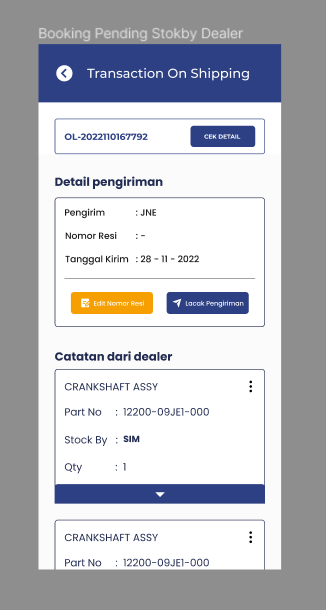 Booking Pending Stokby Dealer
Transaction On Shipping
OL-2022110167792 CEK DETAIL
Detail pengiriman
Pengirim : JNE
Nomor Resi : -
Tanggal Kirim : 28 - 11 - 2022
Edit Nomor Resi Lacak Pengiriman
Catatan dari dealer
CRANKSHAFT ASSY
Part No : 12200-09JE1-000
Stock By : SIM
Qty : 1
CRANKSHAFT ASSY
Part No : 12200-09JE1-000